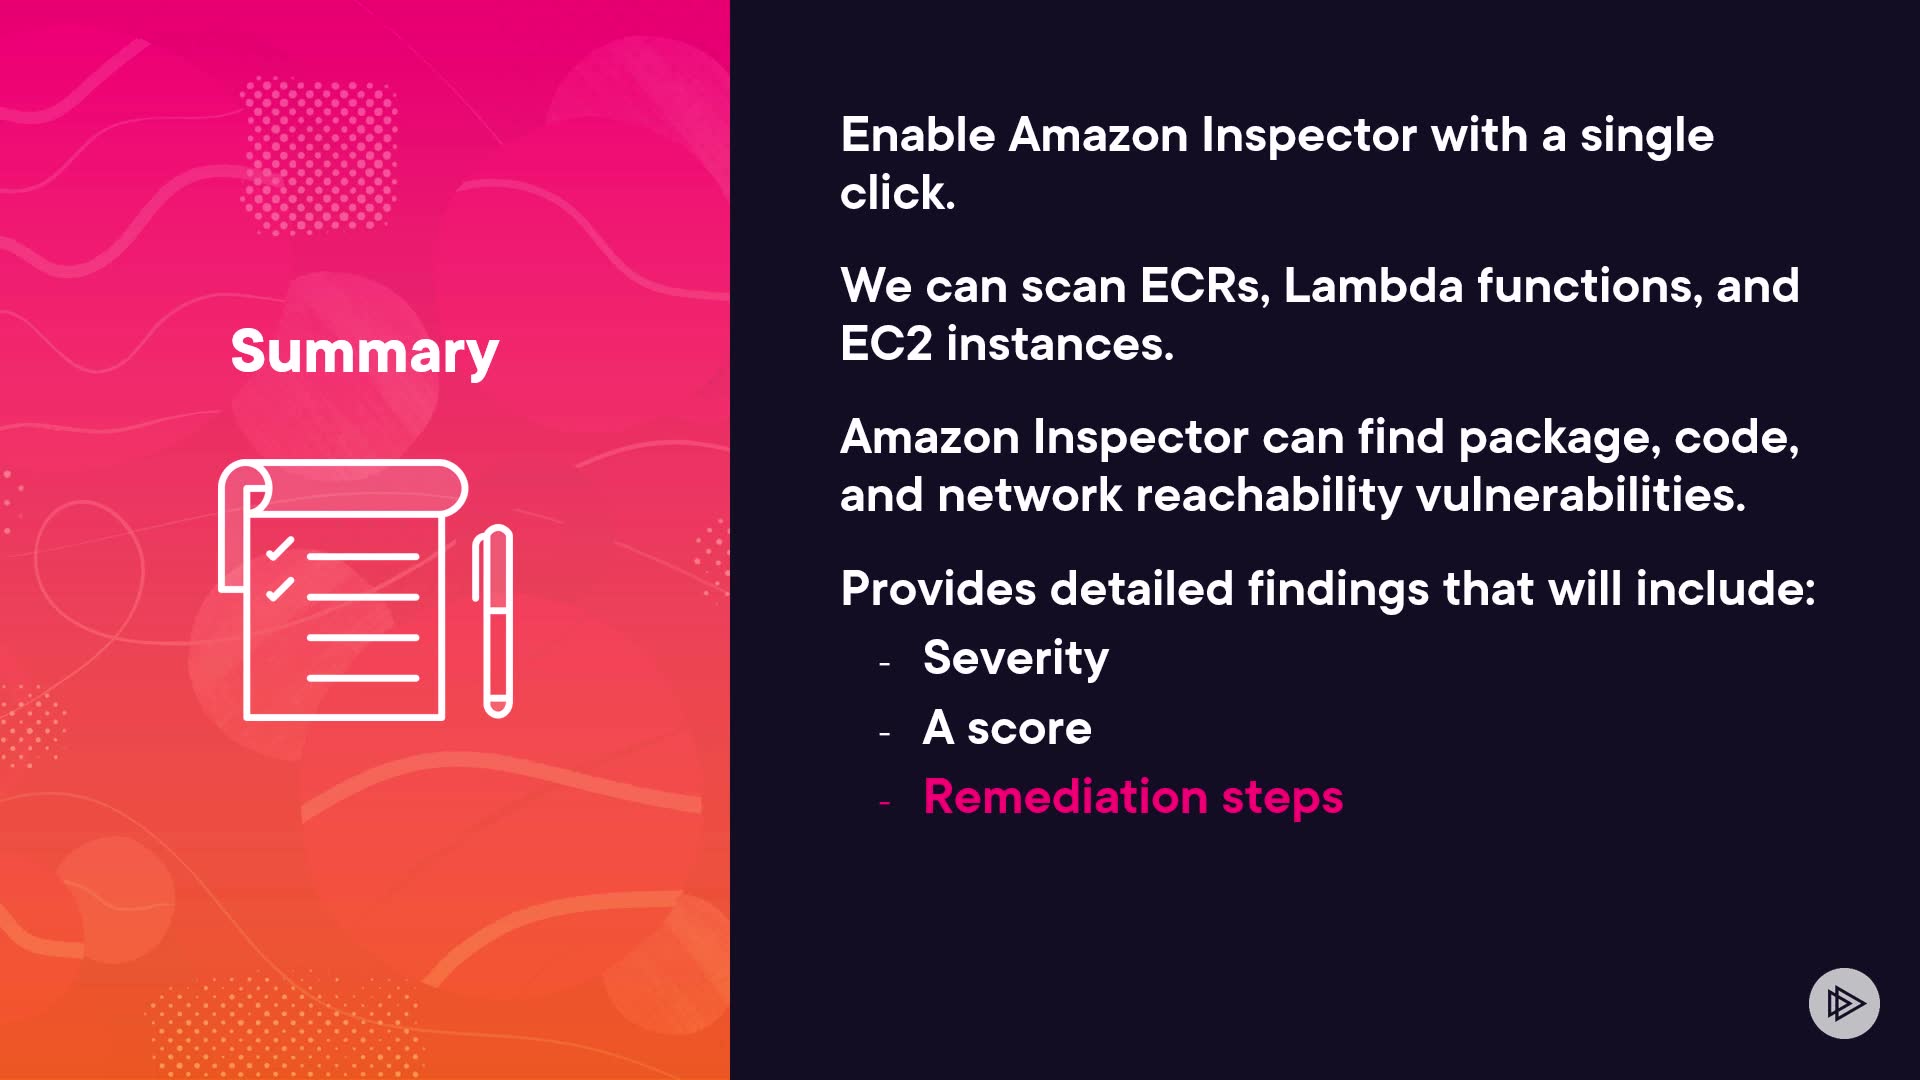 Summary
Enable Amazon Inspector with a single
click.
We can scan ECRs, Lambda functions, and
EC2 instances.
Amazon Inspector can find package, code,
and network reachability vulnerabilities.
Provides detailed findings that will include:
- Severity
- A score
- Remediation steps